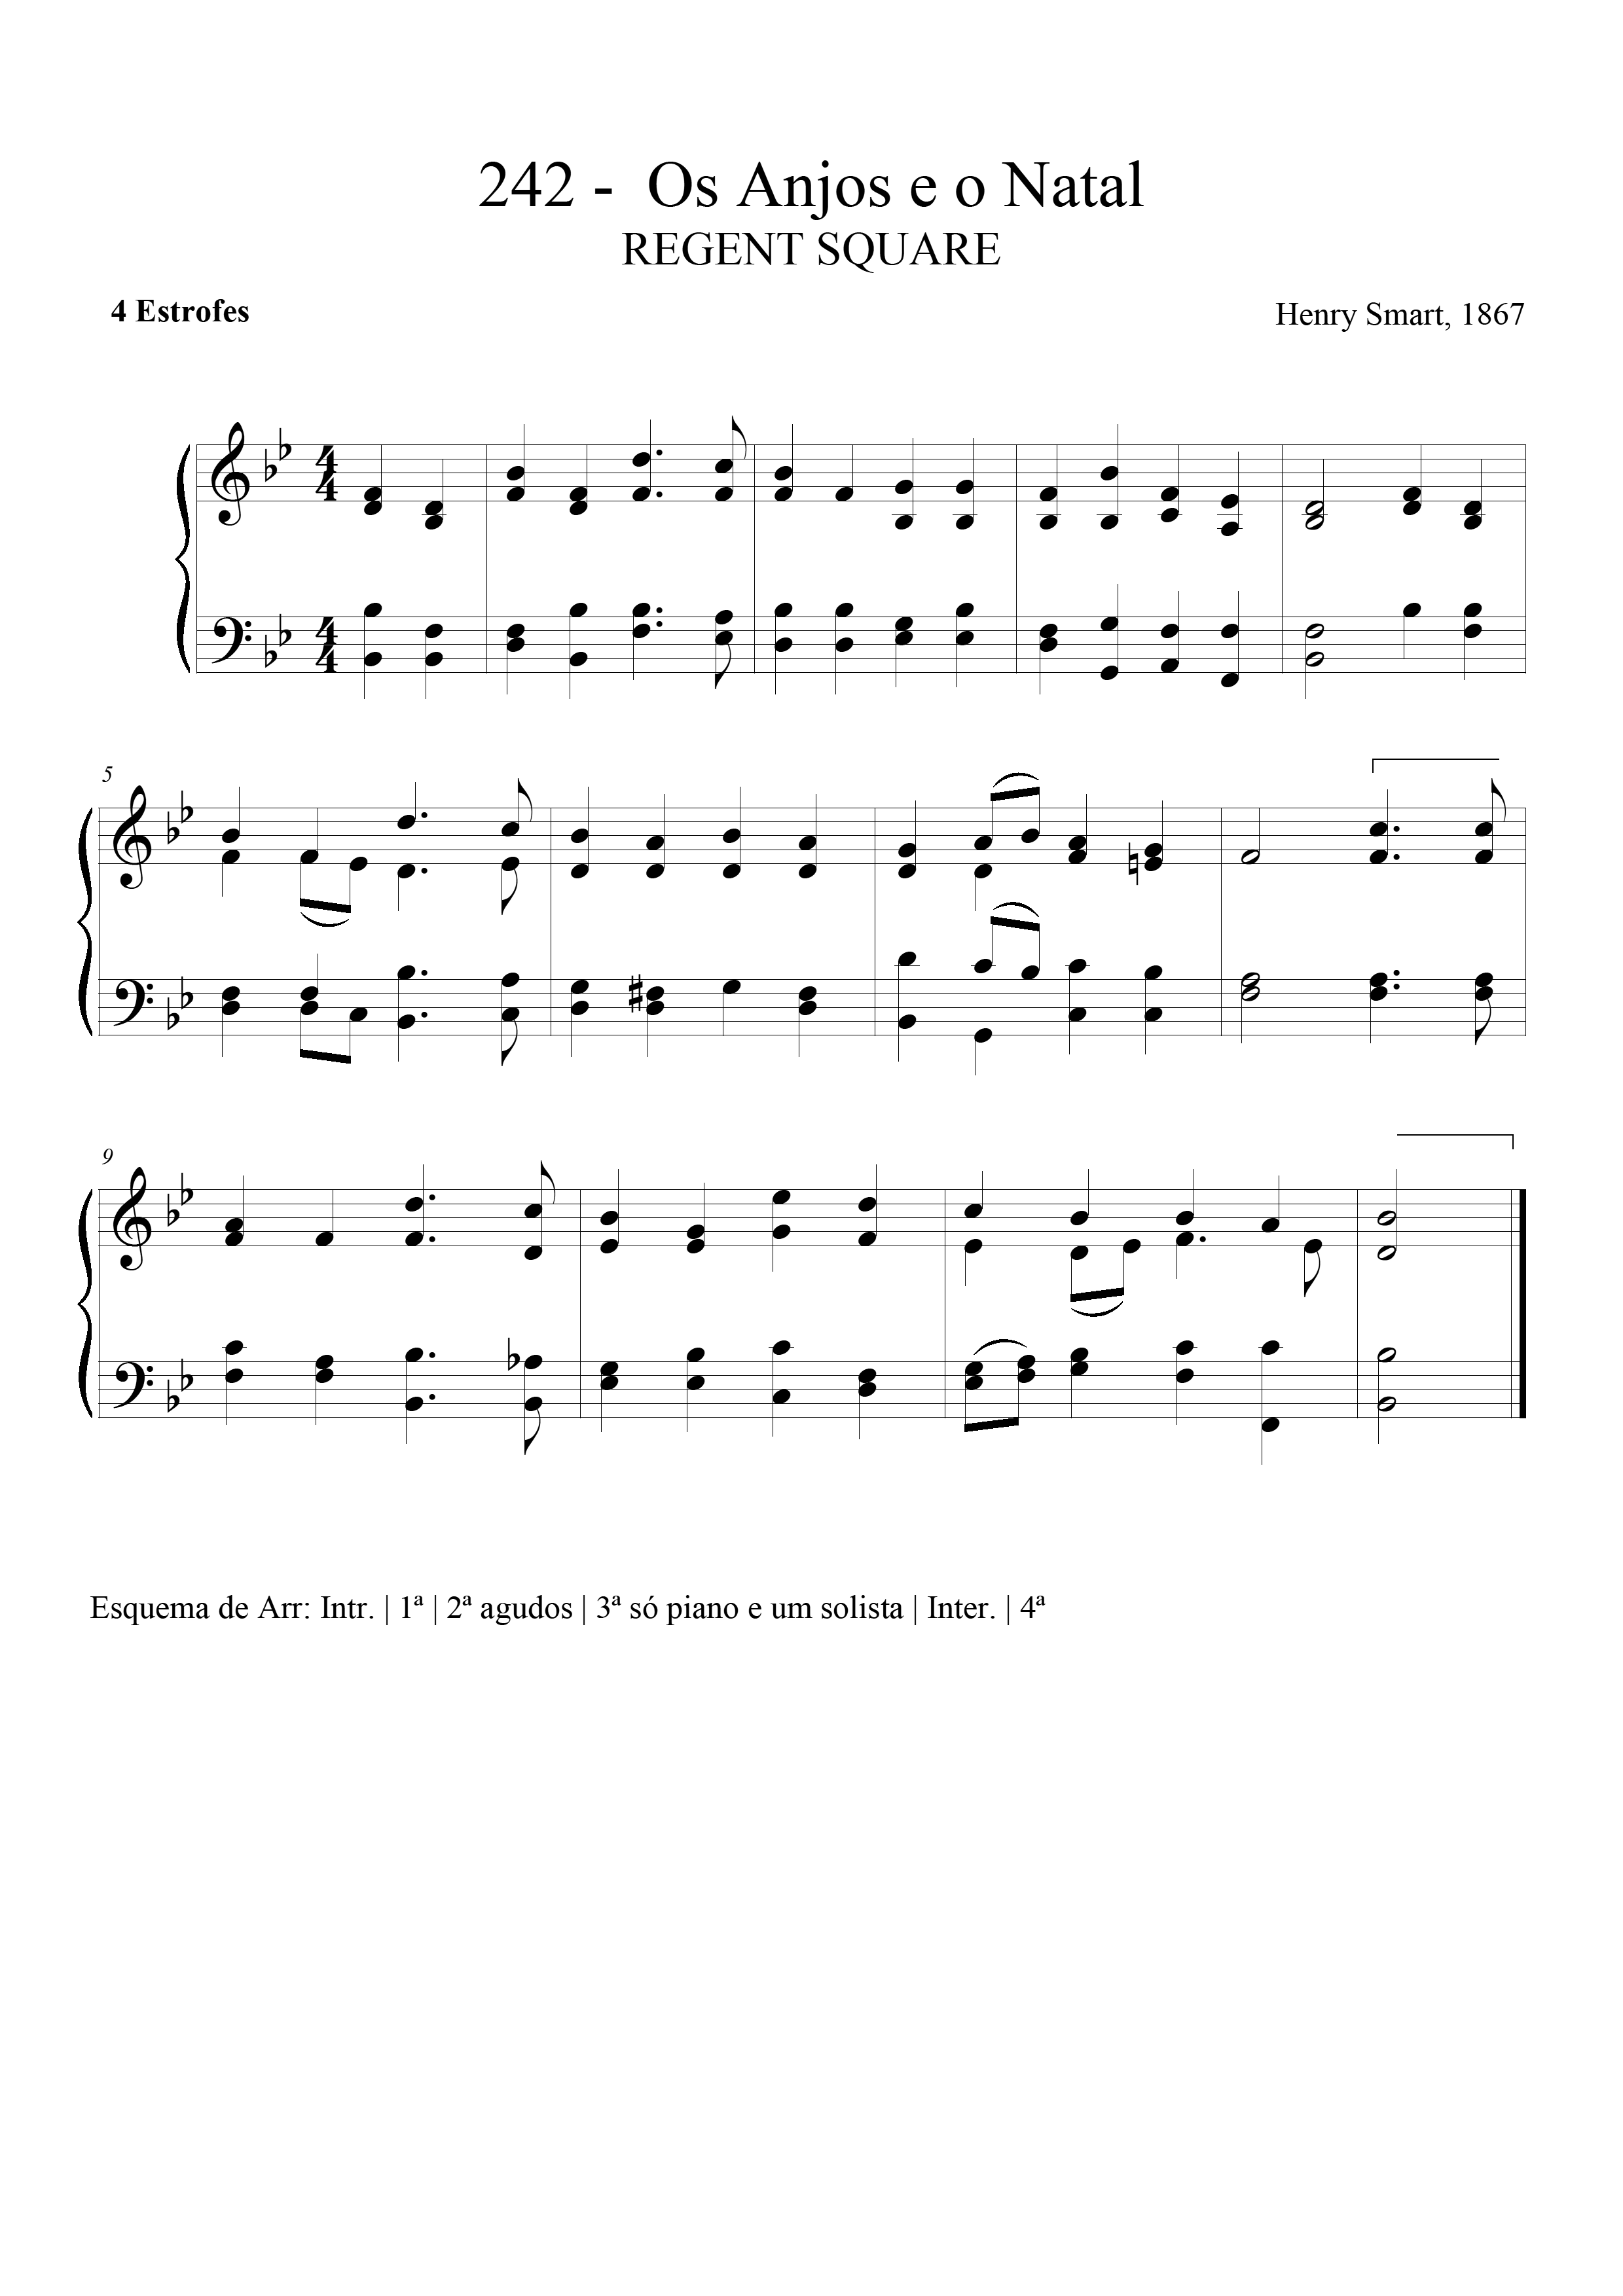 242 - Os Anjos e o Natal
REGENT SQUARE
4 Estrofes
Henry Smart, 1867
5
9
Esquema de Arr: Intr. | 1ª | 2ª agudos | 3ª só piano e um solista | Inter. | 4ª